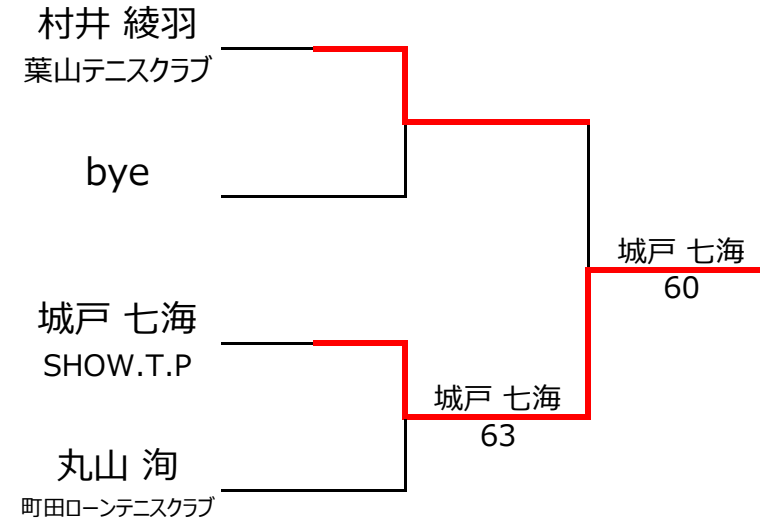 村井 綾羽
葉山テニスクラブ
bye
城戸 七海
60
城戸 七海
SHOW.T.P
城戸 七海
63
丸山 洵
町田ローンテニスクラブ